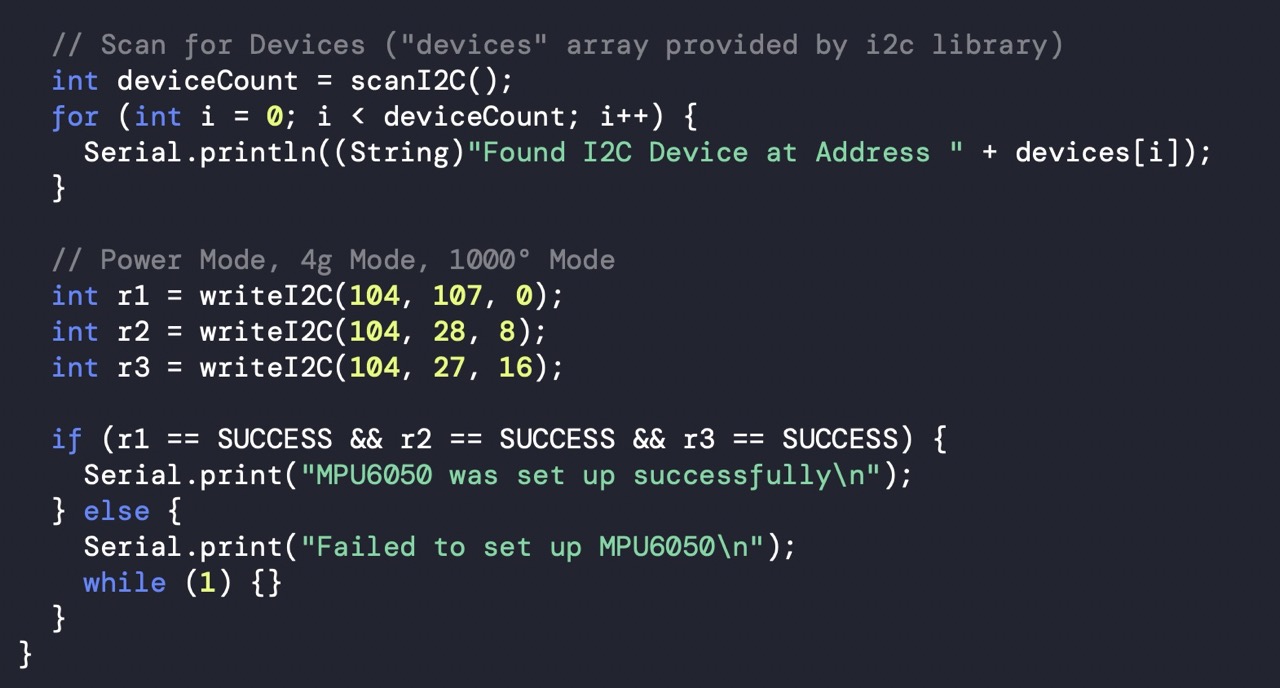 // Scan for Devices ("devices" array provided by i2c library)
int deviceCount = scanI2C();
for (int i = 0; i < deviceCount; i++) {
Serial.println((String)"Found I2C Device at Address " + devices[i]);
}
// Power Mode, 4g Mode, 1000° Mode
int r1 = writeI2C(104, 107, 0);
int r2 = writeI2C(104, 28, 8);
int r3 = writeI2C(104, 27, 16);
if (r1 == SUCCESS && r2 == SUCCESS && r3 == SUCCESS) {
Serial.print("MPU6050 was set up successfully\n");
} else {
Serial.print("Failed to set up MPU6050\n");
while (1) {}
}
}